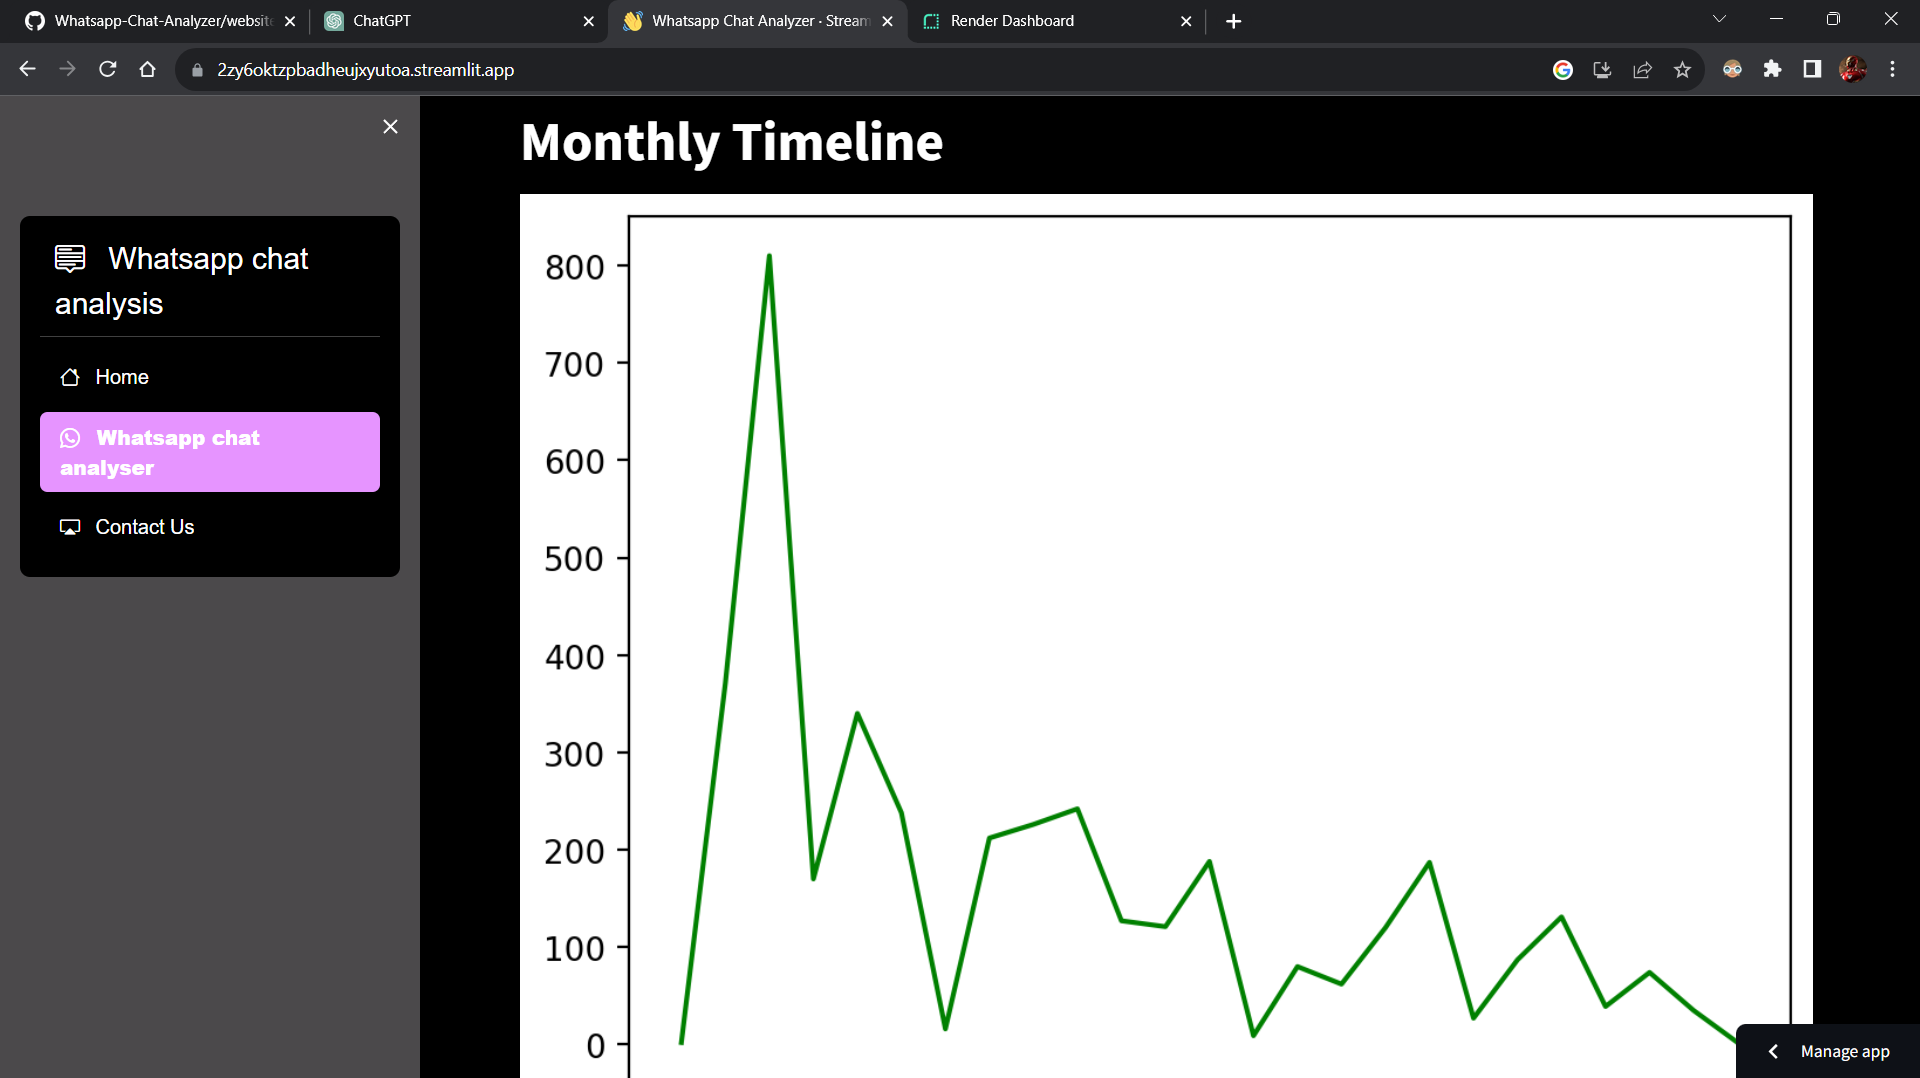 Whatsapp-Chat-Analyzer/website
ChatGPT
Whatsapp Chat Analyzer · Stream
Render Dashboard
2zy6oktzpbadheujxyutoa.streamlit.app
Whatsapp chat
analysis
Home
Whatsapp chat
analyser
Contact Us
Monthly Timeline
800
700
600
500
400
300
200
100
0
Manage app